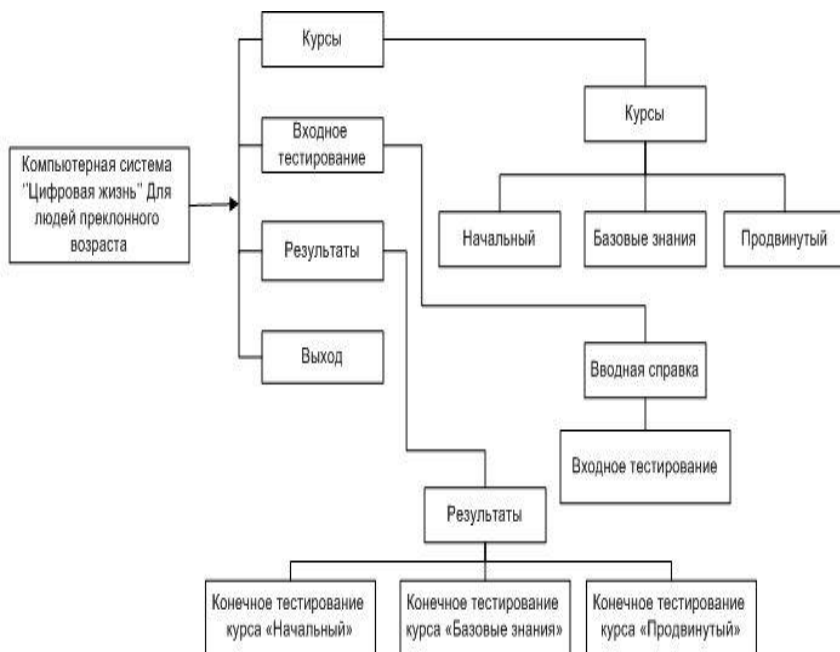 Курсы
Входное
тестирование
Компьютерная система
"Цифровая жизнь" Для
людей преклонного
возраста
Результаты
Выход
Курсы
Начальный
Базовые знания
Продвинутый
Вводная справка
Входное тестирование
Результаты
Конечное тестирование
курса «Начальный»
Конечное тестирование
курса «Базовые знания»
Конечное тестирование
курса «Продвинутый»